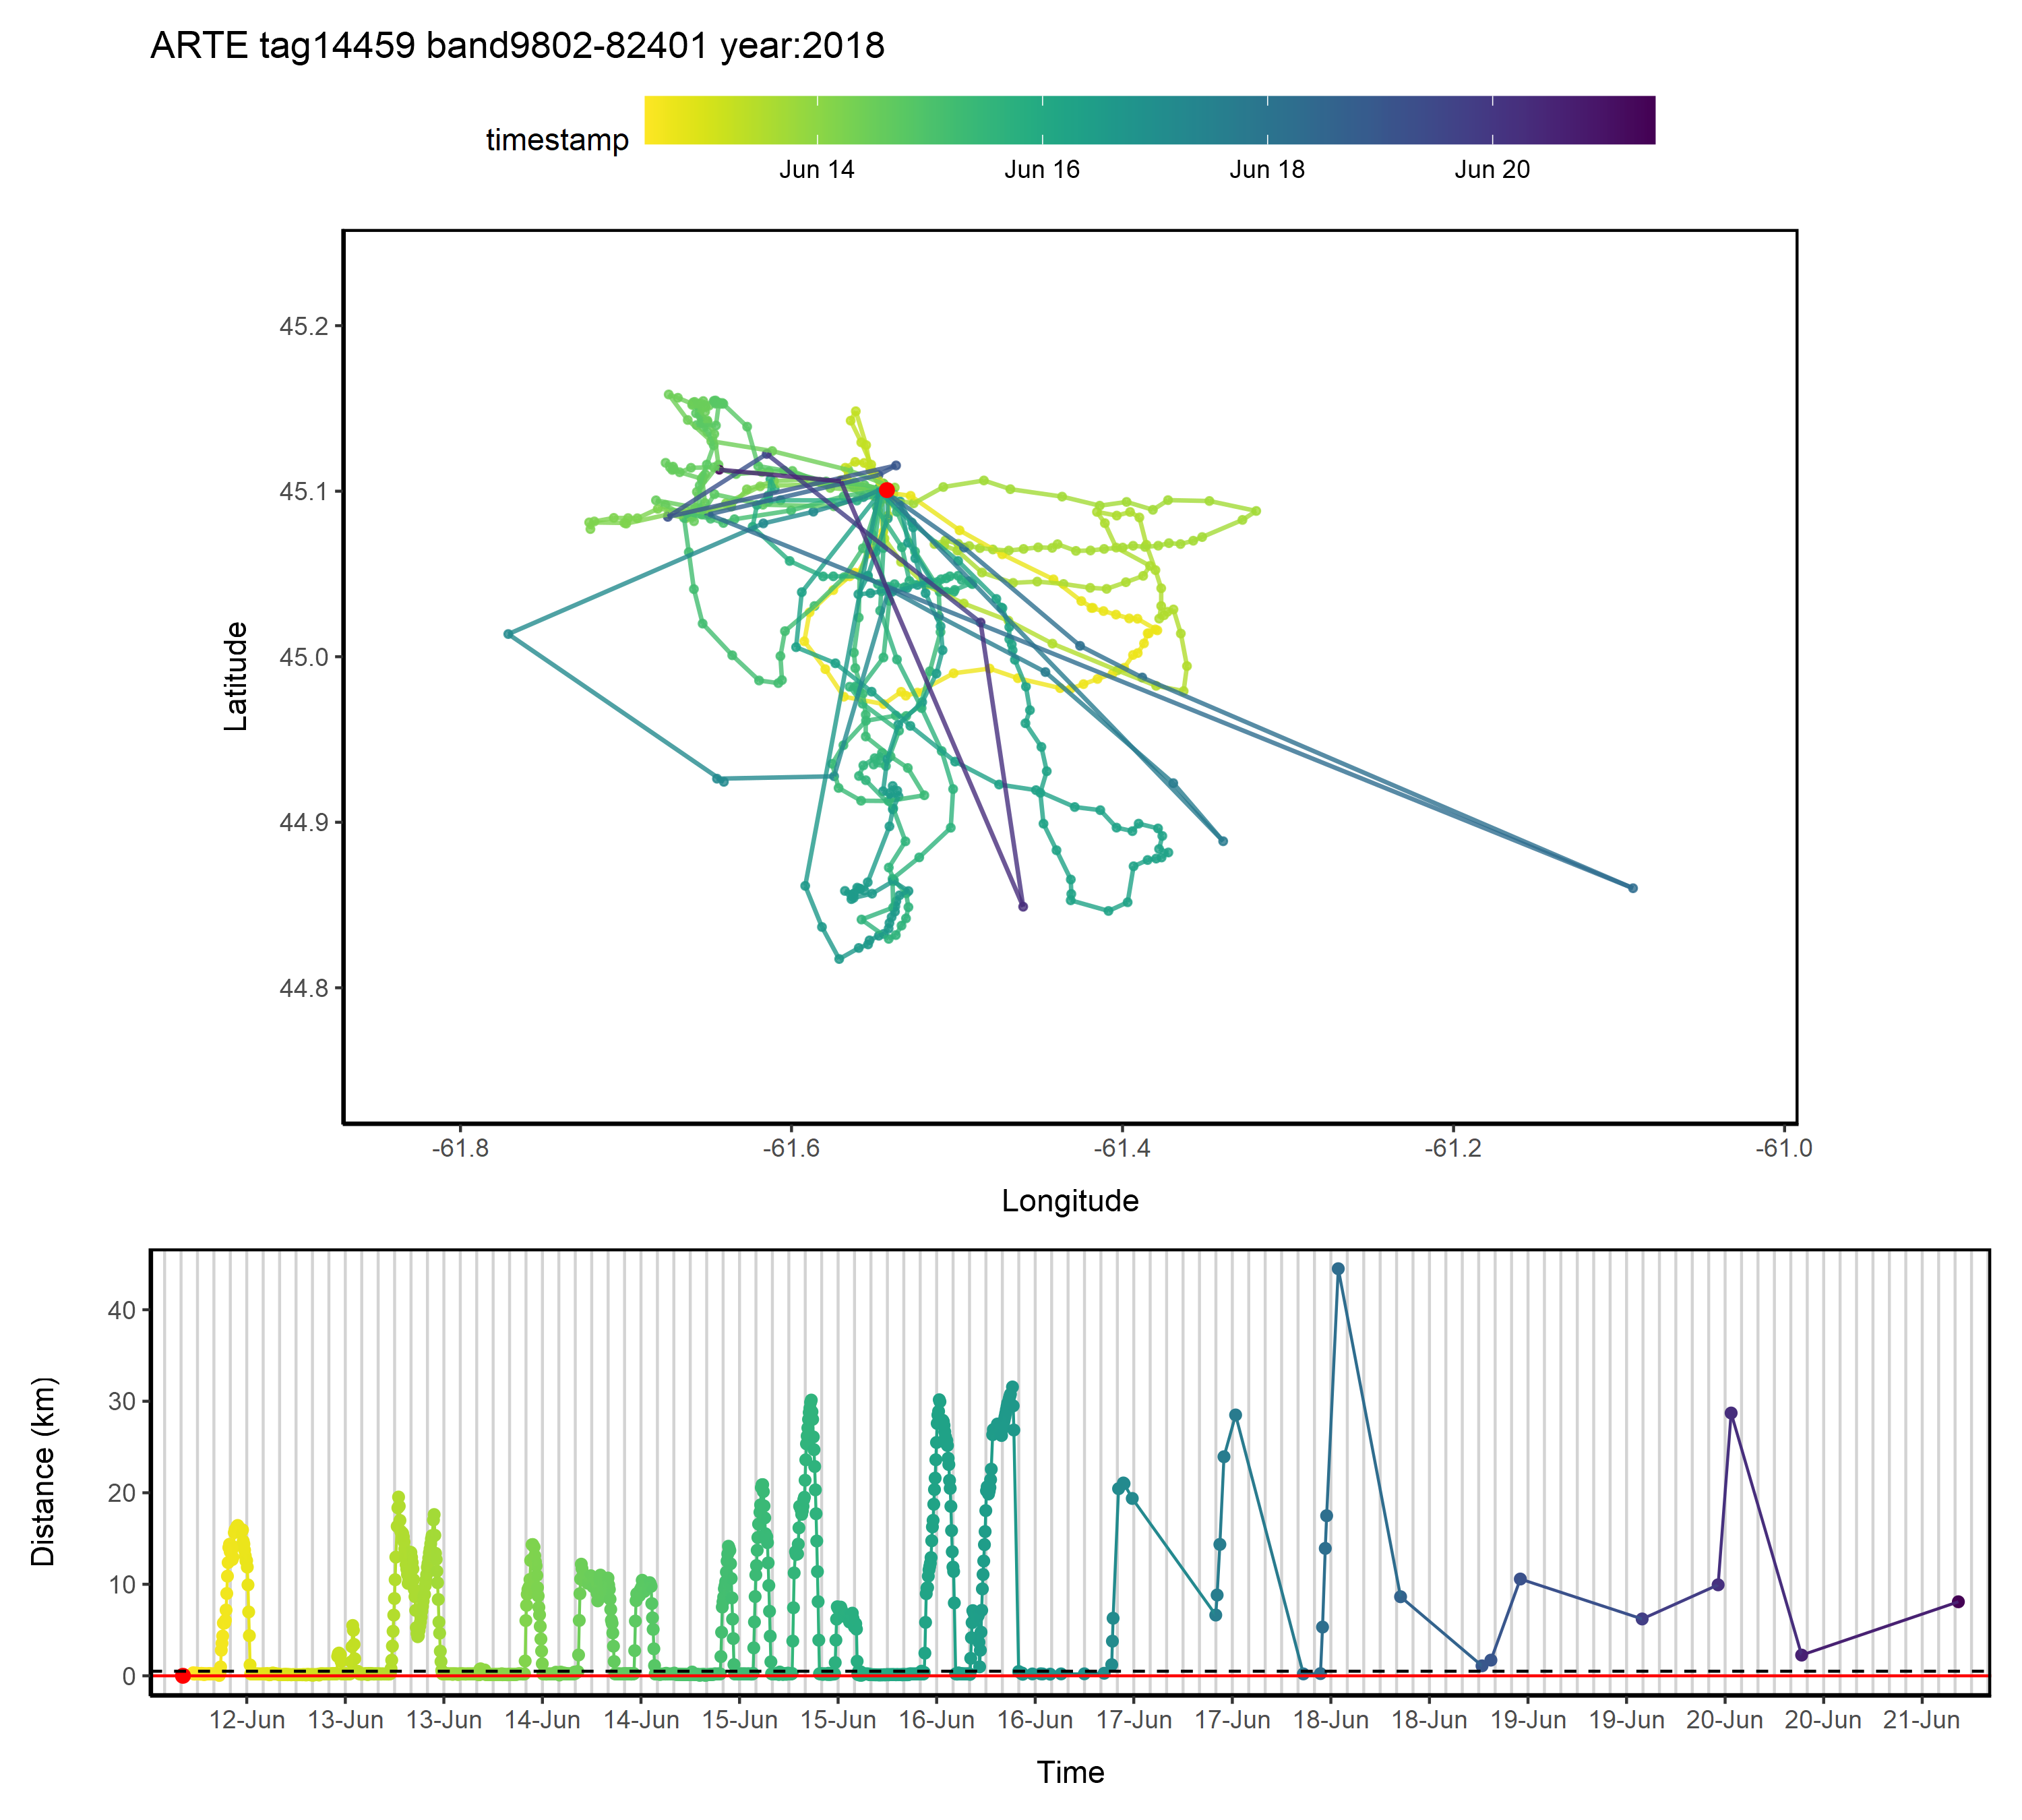 ARTE tag14459 band9802-82401 year:2018
timestamp
Jun 14 Jun 16 Jun 18 Jun 20
45.2
45.1
45.0
44.9
44.8
Latitude
-61.8 -61.6 -61.4 -61.2 -61.0
Longitude
40
30
20
10
0
Distance (km)
12-Jun 13-Jun 13-Jun 14-Jun 14-Jun 15-Jun 15-Jun 16-Jun 16-Jun 17-Jun 17-Jun 18-Jun 18-Jun 19-Jun 19-Jun 20-Jun 20-Jun 21-Jun
Time